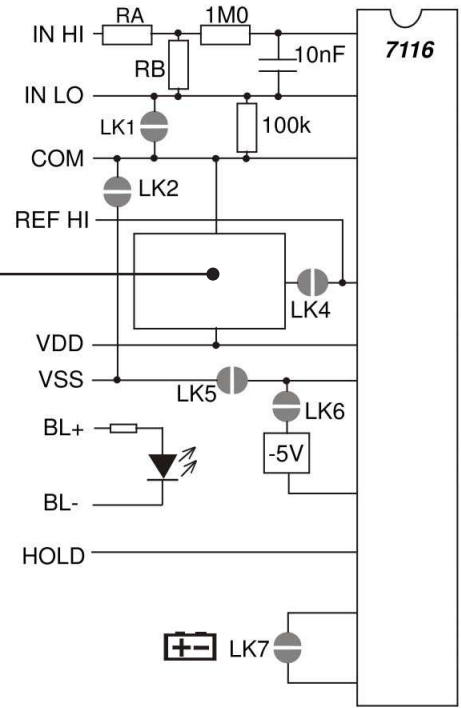 RA 1M0
IN HI 10nF 7116
RB
IN LO
LK1 100k
COM
LK2
REF HI
LK4
VDD
VSS
LK5 LK6
BL+
-5V
BL-
HOLD
+- LK7